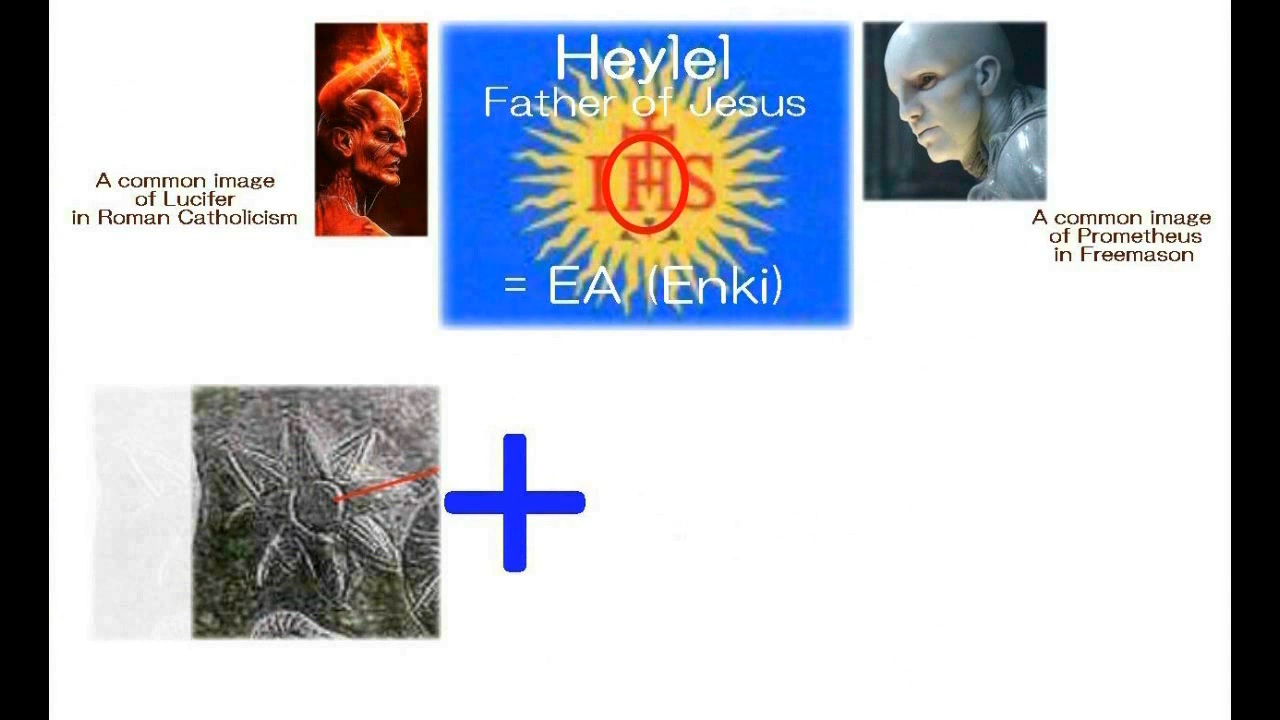 Heylel
Father of Jesus
IHS
= EA (Enki)
A common image
of Lucifer
in Roman Catholicism
A common image
of Prometheus
in Freemason